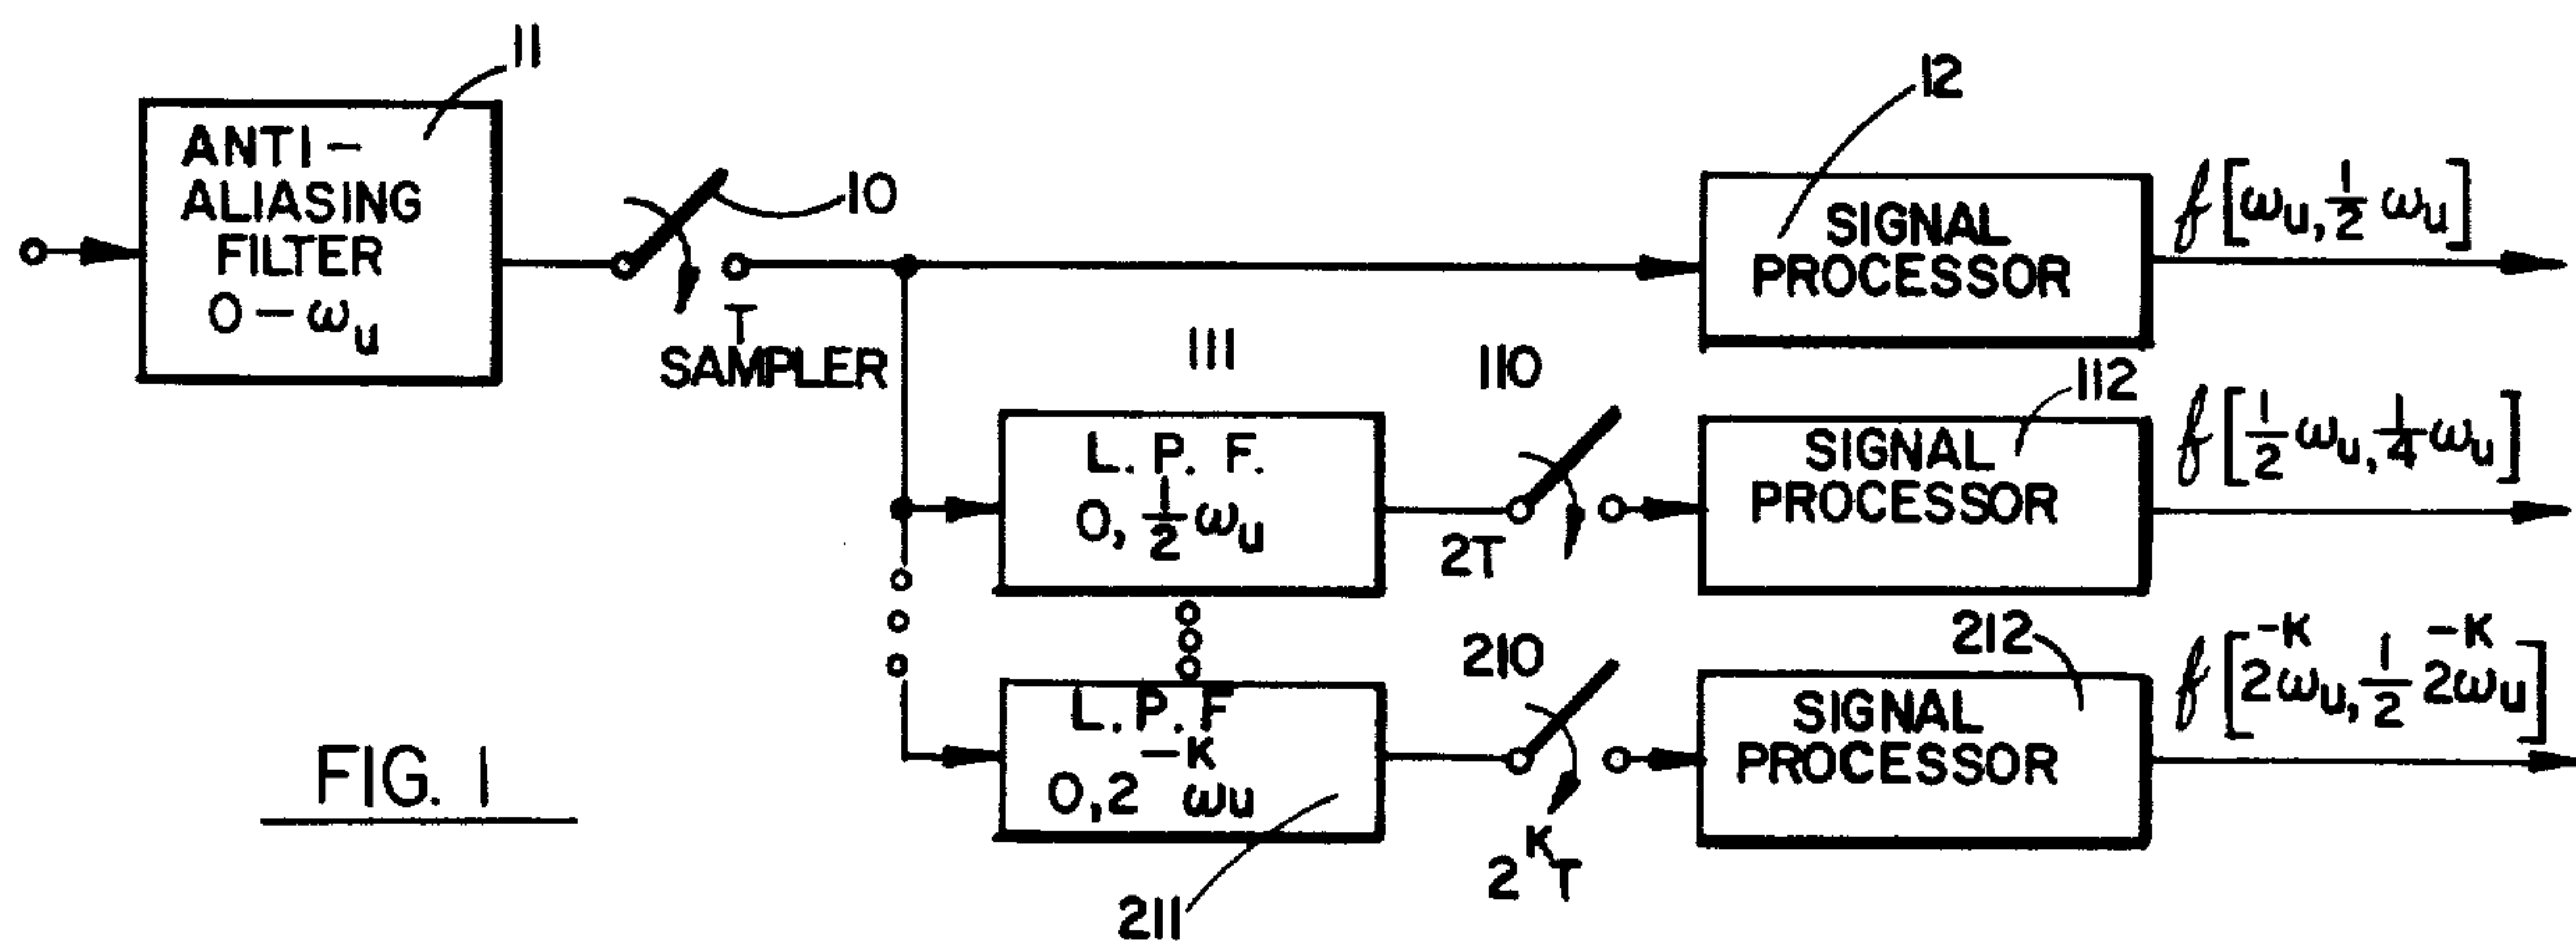 11
ANTI-
ALIASING
FILTER
0 - ωu
10
T
SAMPLER
12
SIGNAL
PROCESSOR
f[ωu, 1/2 ωu]
111
L. P. F.
0, 1/2 ωu
110
2T
112
SIGNAL
PROCESSOR
f[1/2 ωu, 1/4 ωu]
L. P. F
0, 2^-K ωu
211
210
2^K T
212
SIGNAL
PROCESSOR
f[2^-K ωu, 1/2 2^-K ωu]
FIG. 1